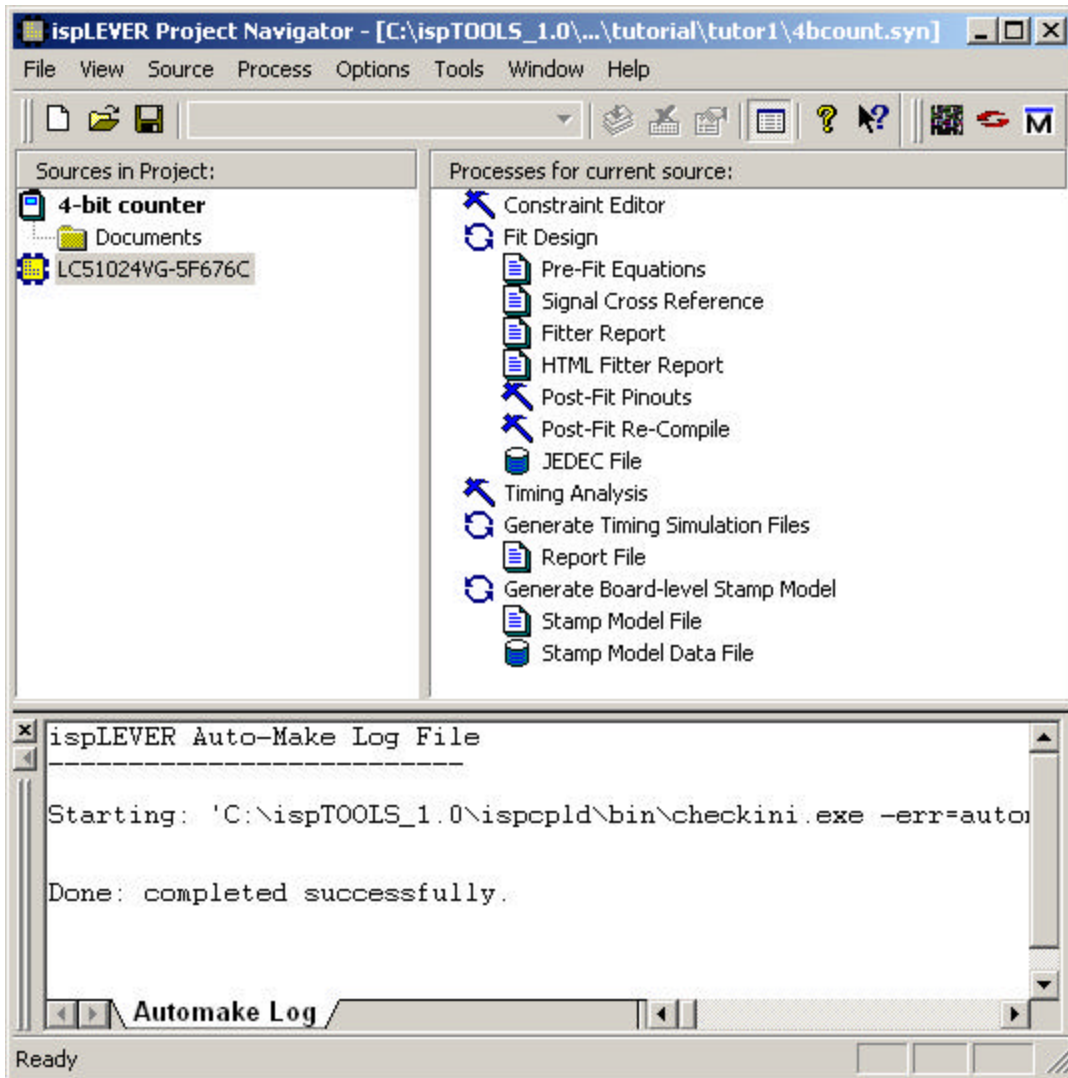 ispLEVER Project Navigator - [C:\ispTOOLS_1.0\...\tutorial\tutor1\4bcount.syn]
File View Source Process Options Tools Window Help
Sources in Project:
4-bit counter
Documents
LC51024VG-5F676C
Processes for current source:
Constraint Editor
Fit Design
Pre-Fit Equations
Signal Cross Reference
Fitter Report
HTML Fitter Report
Post-Fit Pinouts
Post-Fit Re-Compile
JEDEC File
Timing Analysis
Generate Timing Simulation Files
Report File
Generate Board-level Stamp Model
Stamp Model File
Stamp Model Data File
ispLEVER Auto-Make Log File
---------------------------
Starting: 'C:\ispTOOLS_1.0\ispcpld\bin\checkini.exe -err=autom
Done: completed successfully.
Automake Log
Ready